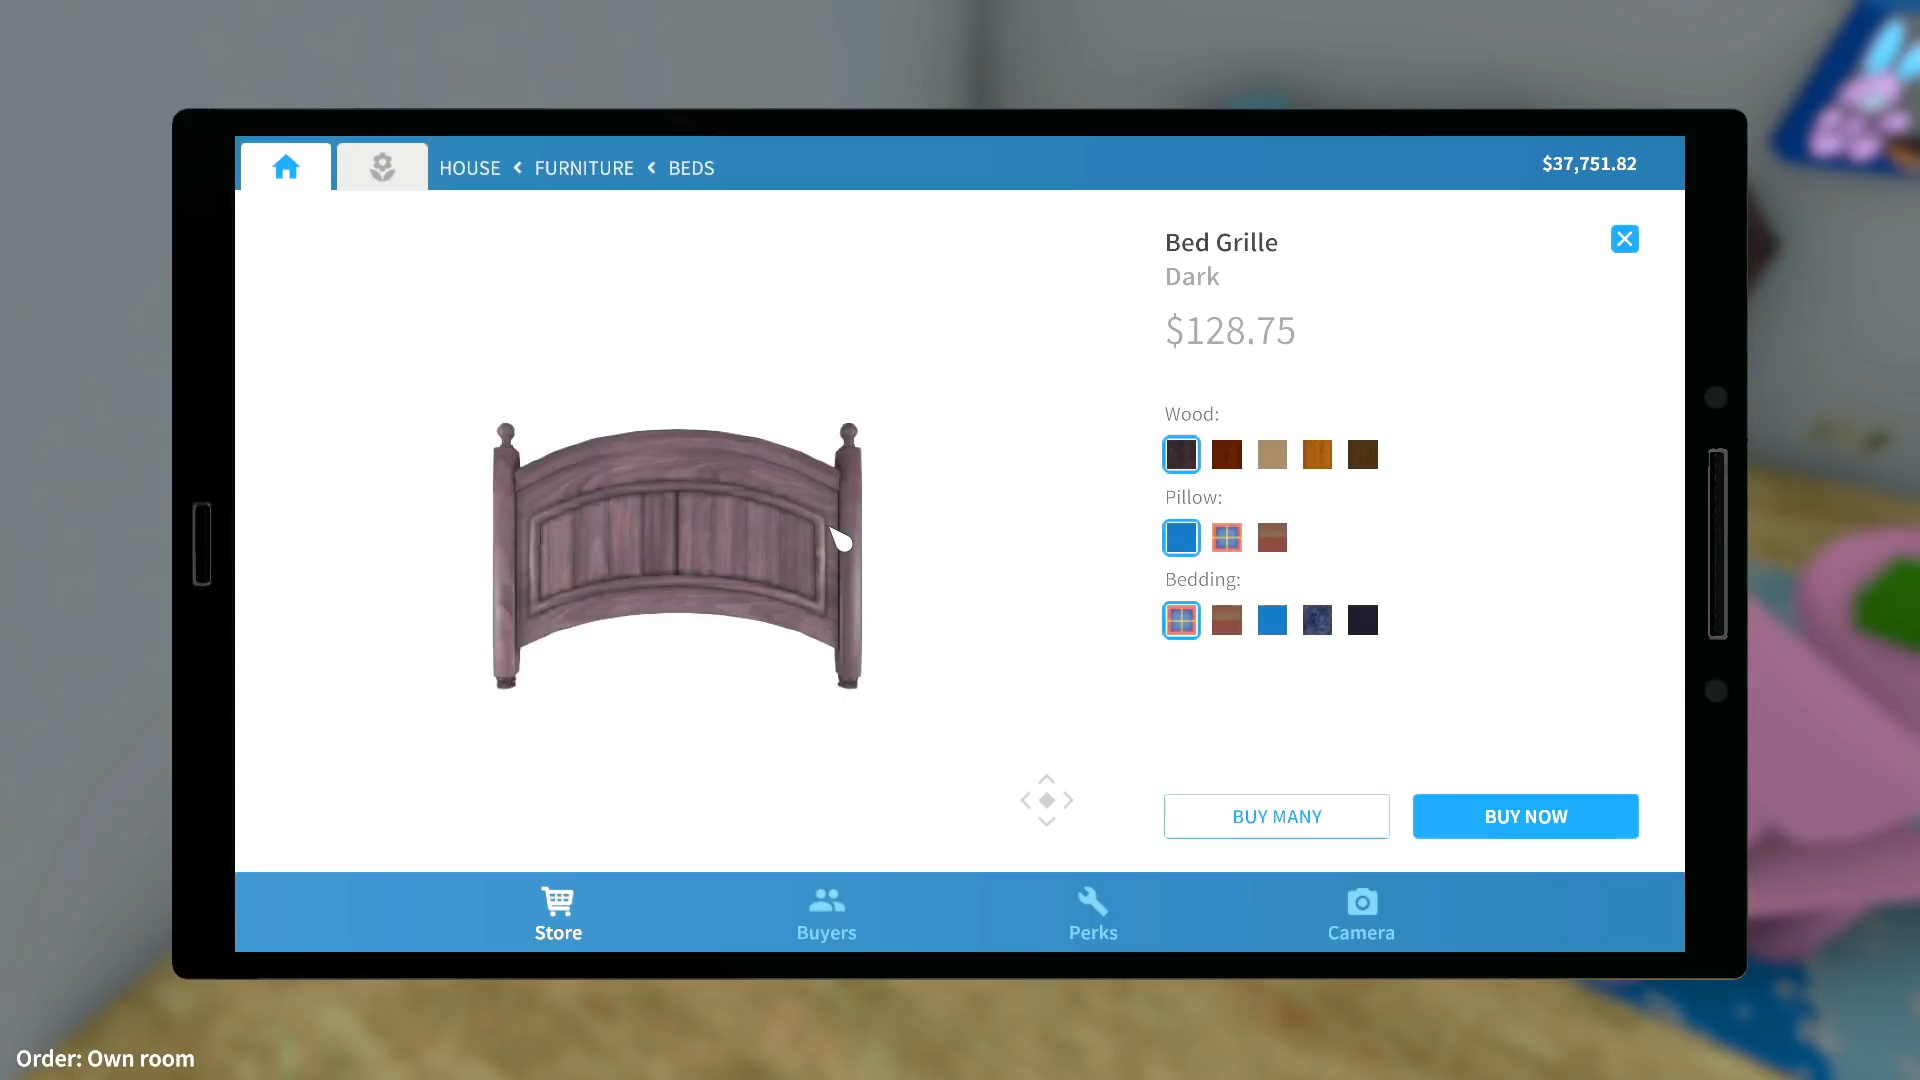 HOUSE < FURNITURE < BEDS
$37,751.82
Bed Grille
Dark
$128.75
Wood:
Pillow:
Bedding:
BUY MANY
BUY NOW
Store
Buyers
Perks
Camera
Order: Own room